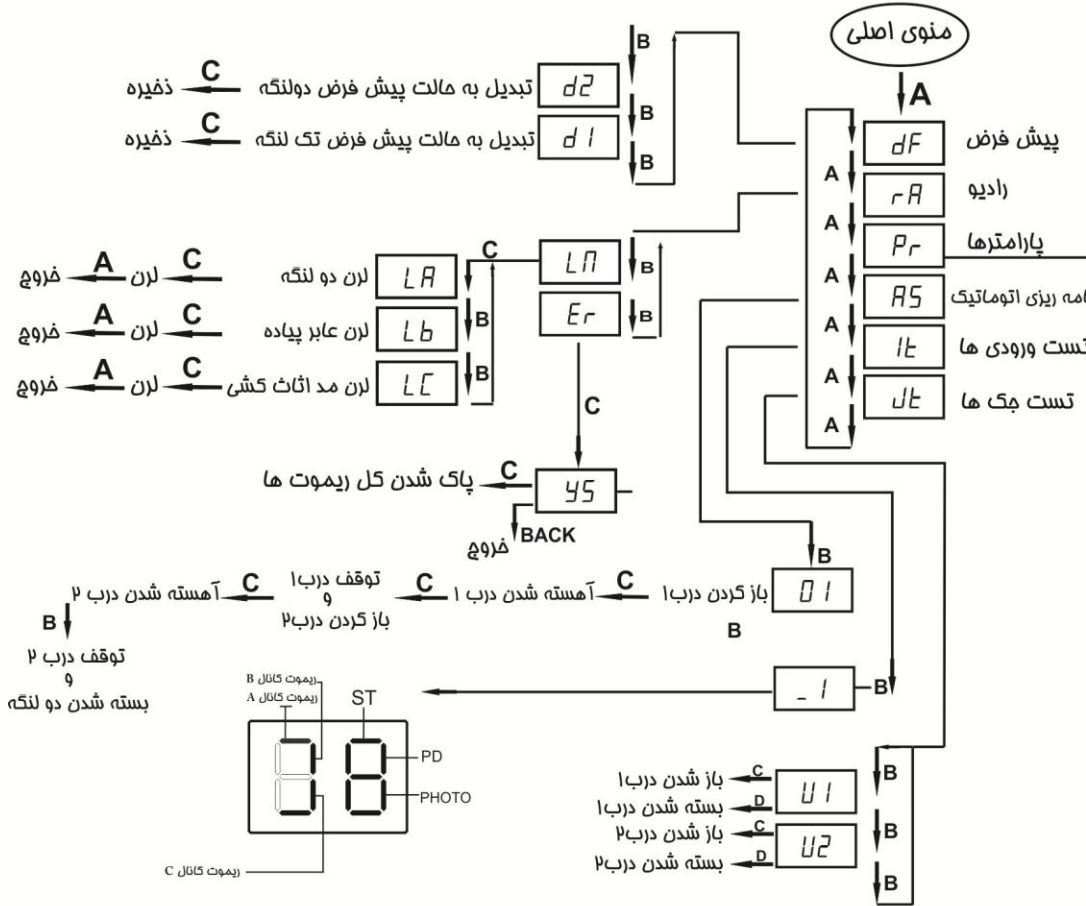 منوی اصلی
A
dF
پیش فرض
A
rA
رادیو
A
Pr
پارامترها
A
AS
نامه ریزی اتوماتیک
A
It
تست ورودی ها
A
Jt
تست جک ها
A
B
d2
تبدیل به حالت پیش فرض دولنگه
C
ذخیره
B
d1
تبدیل به حالت پیش فرض تک لنگه
C
ذخیره
B
LN
B
Er
B
C
LA
لرن دو لنگه
C
لرن
A
خروج
B
Lb
لرن عابر پیاده
C
لرن
A
خروج
B
LC
لرن مد اثاث کشی
C
لرن
A
خروج
C
YS
C
پاک شدن کل ریموت ها
BACK
خروج
B
O1
باز کردن درب۱
C
آهسته شدن درب ۱
C
توقف درب۱
و
باز کردن درب۲
C
آهسته شدن درب ۲
B
توقف درب ۲
و
بسته شدن دو لنگه
B
B
_1
ریموت کانال B
ریموت کانال A
ST
PD
PHOTO
ریموت کانال C
B
U1
C
باز شدن درب۱
D
بسته شدن درب۱
B
U2
C
باز شدن درب۲
D
بسته شدن درب۲
B